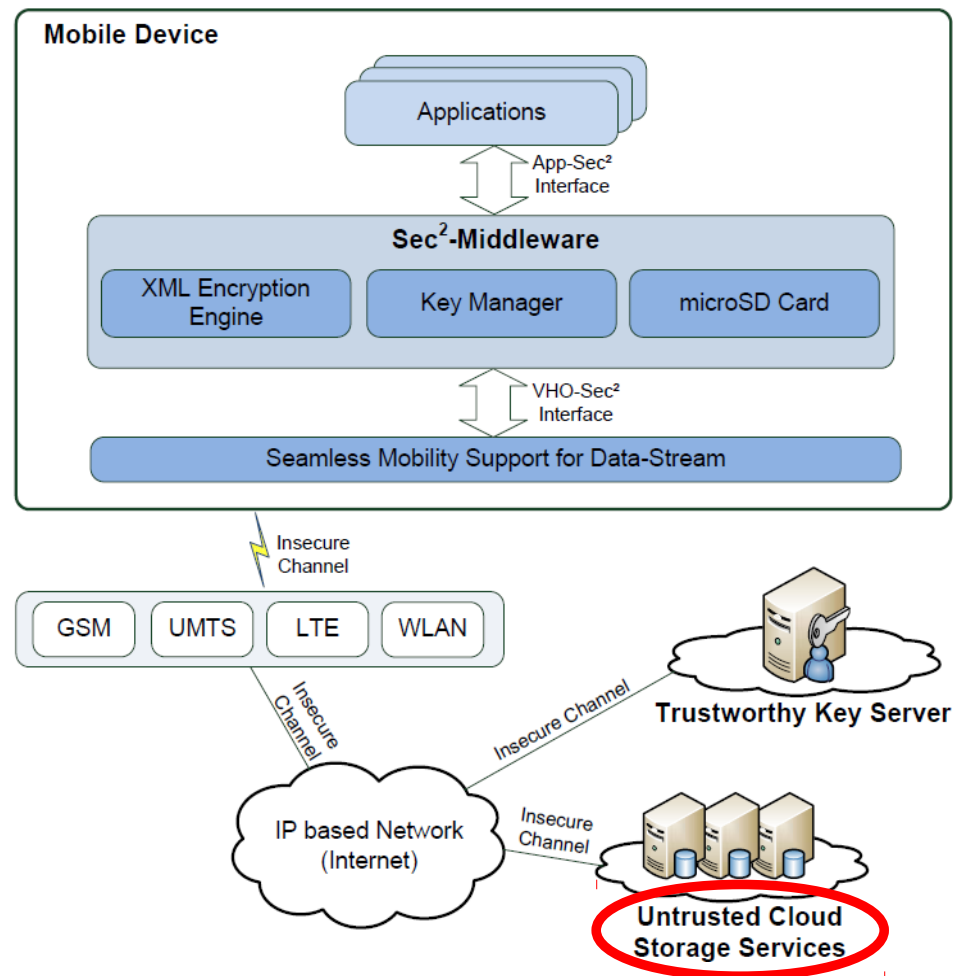 Mobile Device
Applications
App-Sec²
Interface
Sec²-Middleware
XML Encryption
Engine
Key Manager
microSD Card
VHO-Sec²
Interface
Seamless Mobility Support for Data-Stream
Insecure
Channel
GSM
UMTS
LTE
WLAN
Insecure
Channel
Insecure Channel
Trustworthy Key Server
IP based Network
(Internet)
Insecure
Channel
Untrusted Cloud
Storage Services